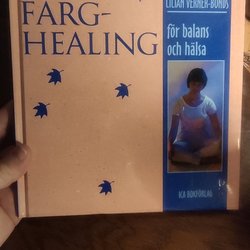 FÄRG-
HEALING
LILIAN VERNER-BONDS
för balans
och hälsa
ICA BOKFÖRLAG